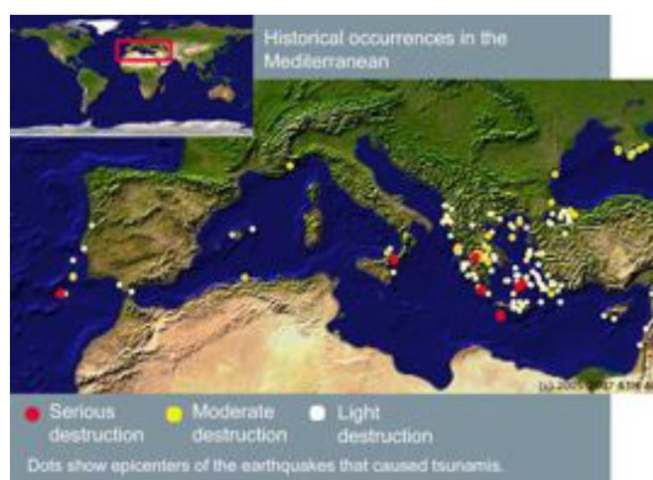 Historical occurrences in the
Mediterranean
Serious
destruction
Moderate
destruction
Light
destruction
Dots show epicenters of the earthquakes that caused tsunamis.